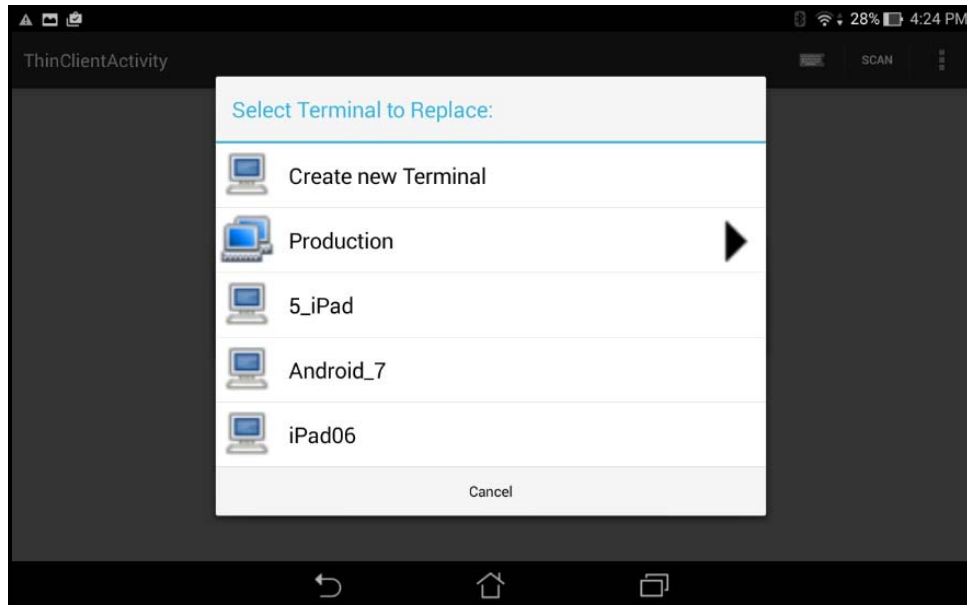 28% 4:24 PM
ThinClientActivity
SCAN
Select Terminal to Replace:
Create new Terminal
Production
5_iPad
Android_7
iPad06
Cancel